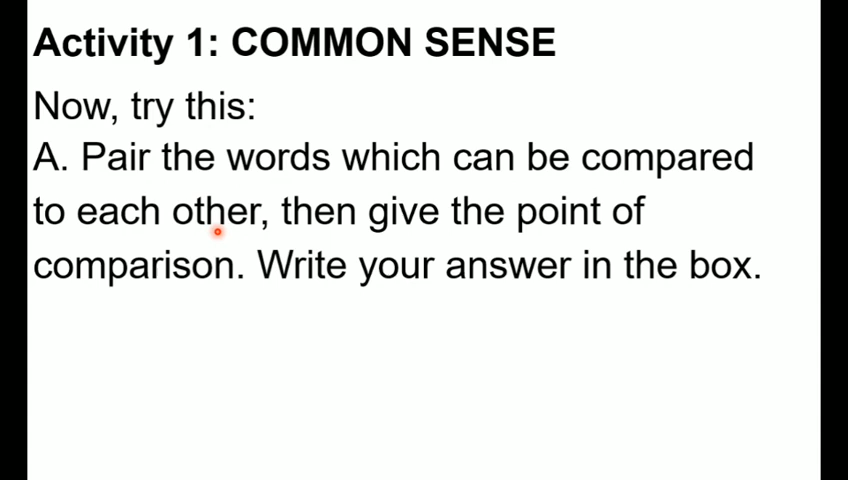 Activity 1: COMMON SENSE
Now, try this:
A. Pair the words which can be compared
to each other, then give the point of
comparison. Write your answer in the box.